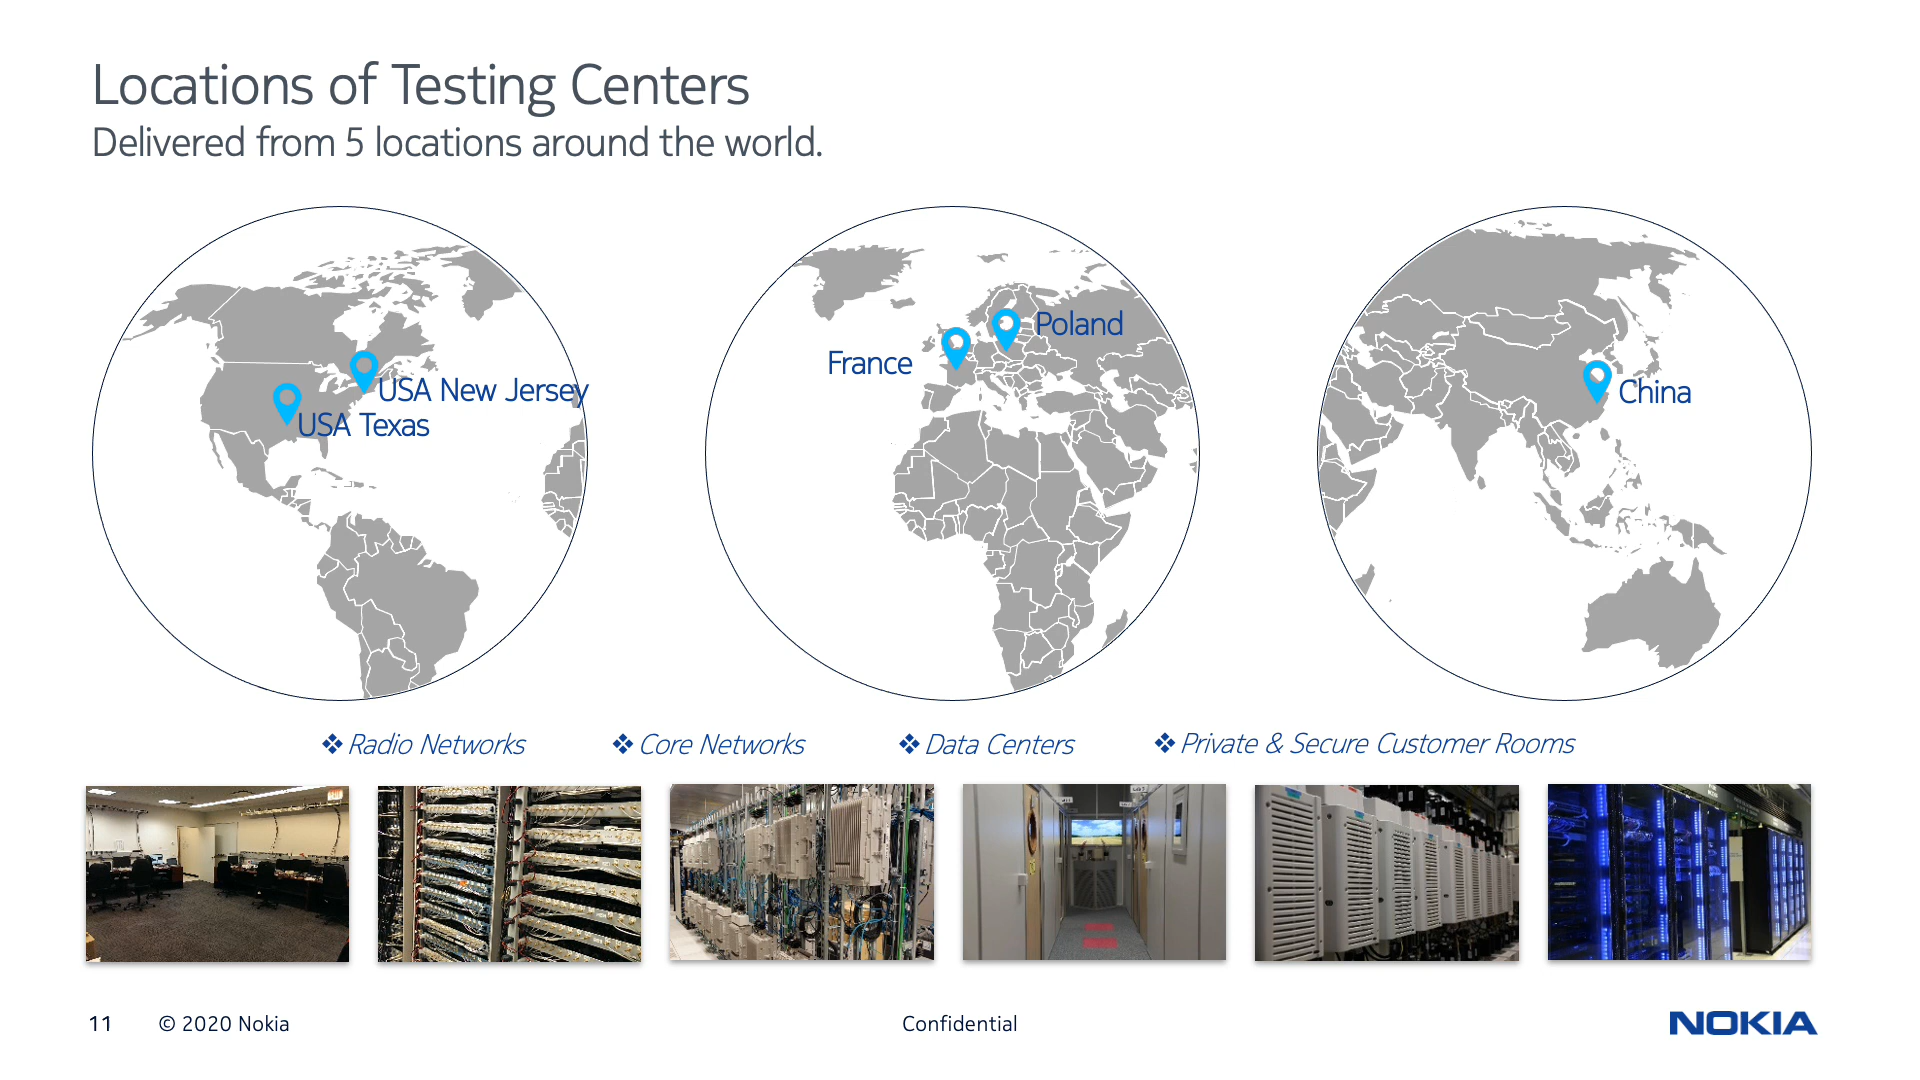 Locations of Testing Centers
Delivered from 5 locations around the world.
USA New Jersey
USA Texas
France
Poland
China
❖ Radio Networks
❖ Core Networks
❖ Data Centers
❖ Private & Secure Customer Rooms
11
© 2020 Nokia
Confidential
NOKIA